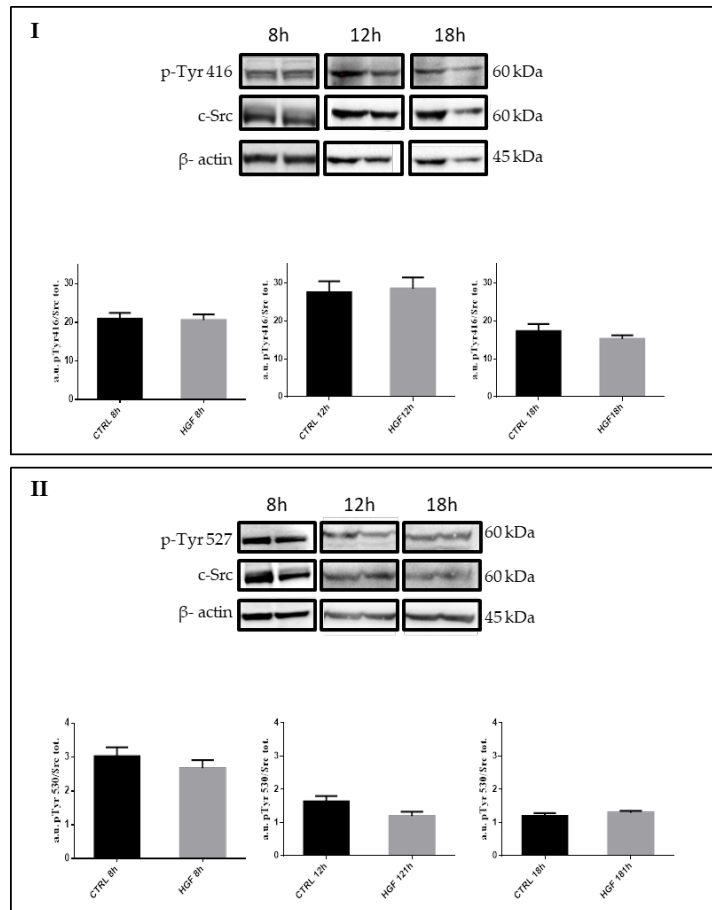 I
8h 12h 18h
p-Tyr 416 60 kDa
c-Src 60 kDa
β- actin 45 kDa
a.u. pTyr416/Src tot.
30
20
10
0
CTRL 8h
HGF 8h
a.u. pTyr416/Src tot.
30
20
10
0
CTRL 12h
HGF12h
a.u. pTyr416/Src tot.
30
20
10
0
CTRL 18h
HGF18h
II
8h 12h 18h
p-Tyr 527 60 kDa
c-Src 60 kDa
β- actin 45 kDa
a.u. pTyr 530/Src tot.
4
3
2
1
0
CTRL 8h
HGF 8h
a.u. pTyr 530/Src tot.
4
3
2
1
0
CTRL 12h
HGF 121h
a.u. pTyr 530/Src tot.
4
3
2
1
0
CTRL 18h
HGF 181h